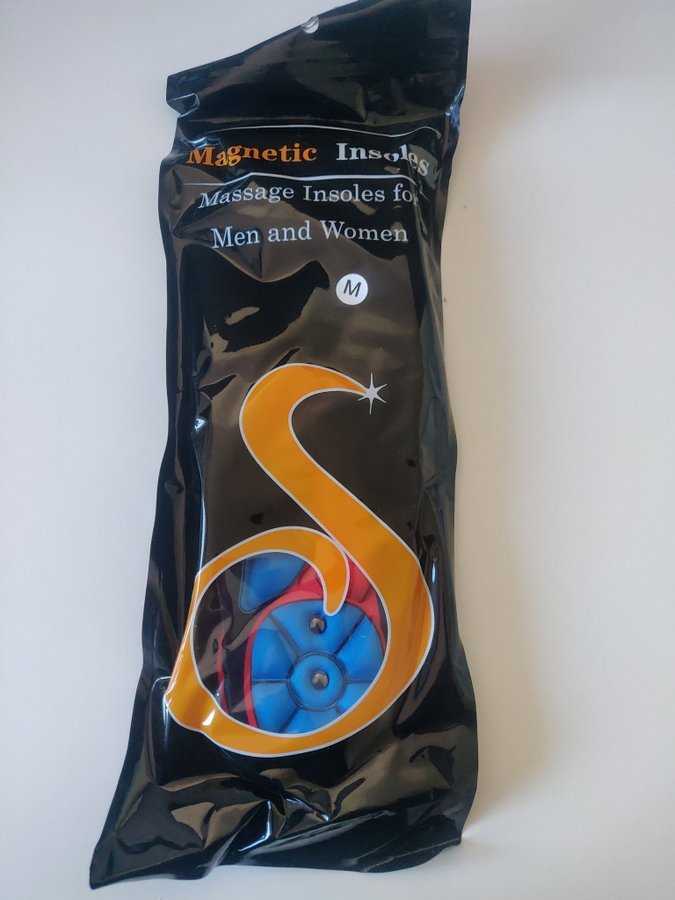 Magnetic Insoles
Massage Insoles for
Men and Women
M
S